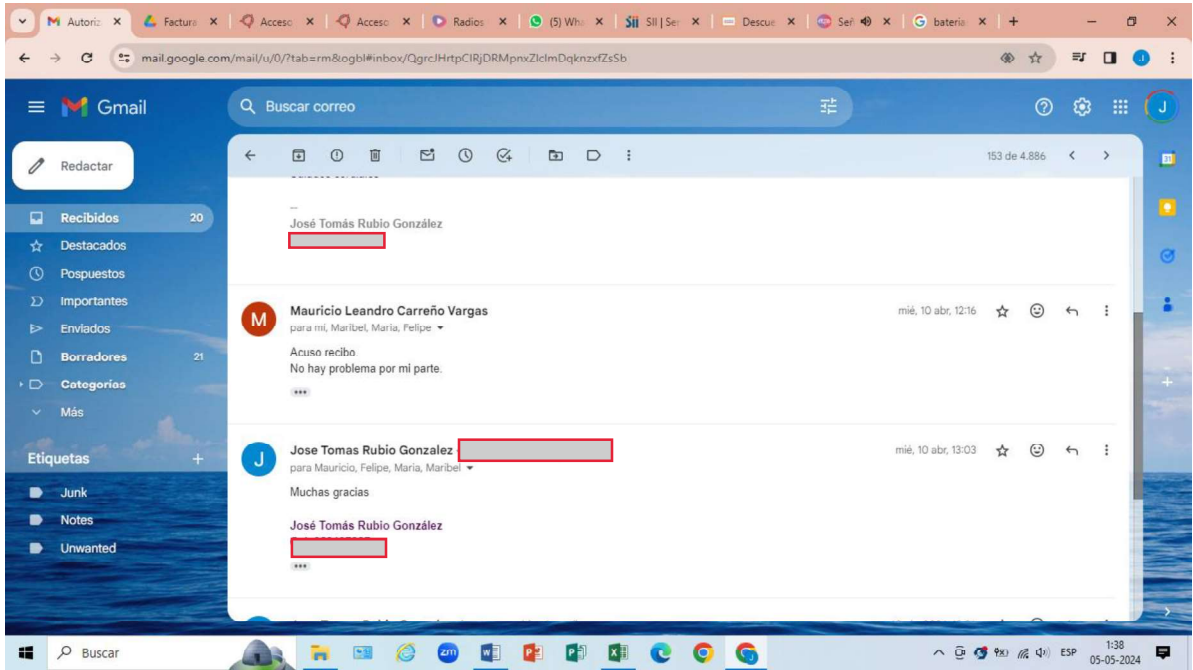 Autoriz
Factura
Acceso
Acceso
Radios
(5) Wha
Sii SII | Ser
Descue
Señ
bateria
mail.google.com/mail/u/0/?tab=rm&ogbl#inbox/QgrcJHrtpClRjDRMpnxZlclmDqknzxfZsSb
Gmail
Buscar correo
J
Redactar
153 de 4.886
Recibidos 20
Destacados
Pospuestos
Importantes
Enviados
Borradores 21
Categorías
Más
Etiquetas
Junk
Notes
Unwanted
--
José Tomás Rubio González
M
Mauricio Leandro Carreño Vargas
mié, 10 abr, 12:16
para mí, Maribel, Maria, Felipe
Acuso recibo.
No hay problema por mi parte.
J
Jose Tomas Rubio Gonzalez
mié, 10 abr, 13:03
para Mauricio, Felipe, Maria, Maribel
Muchas gracias
José Tomás Rubio González
Buscar
zm
ESP
1:38
05-05-2024